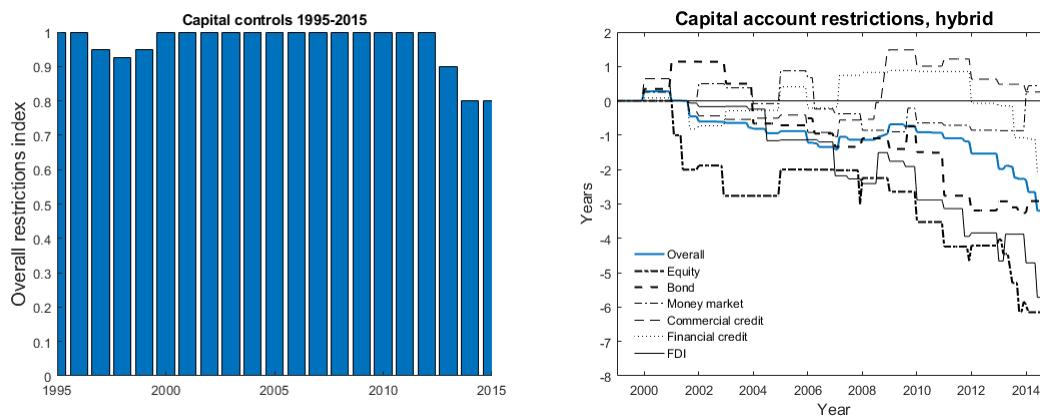 Capital controls 1995-2015
Overall restrictions index
1
0.9
0.8
0.7
0.6
0.5
0.4
0.3
0.2
0.1
0
1995
2000
2005
2010
2015
Capital account restrictions, hybrid
Years
2
1
0
-1
-2
-3
-4
-5
-6
-7
-8
Overall
Equity
Bond
Money market
Commercial credit
Financial credit
FDI
2000
2002
2004
2006
2008
2010
2012
2014
Year